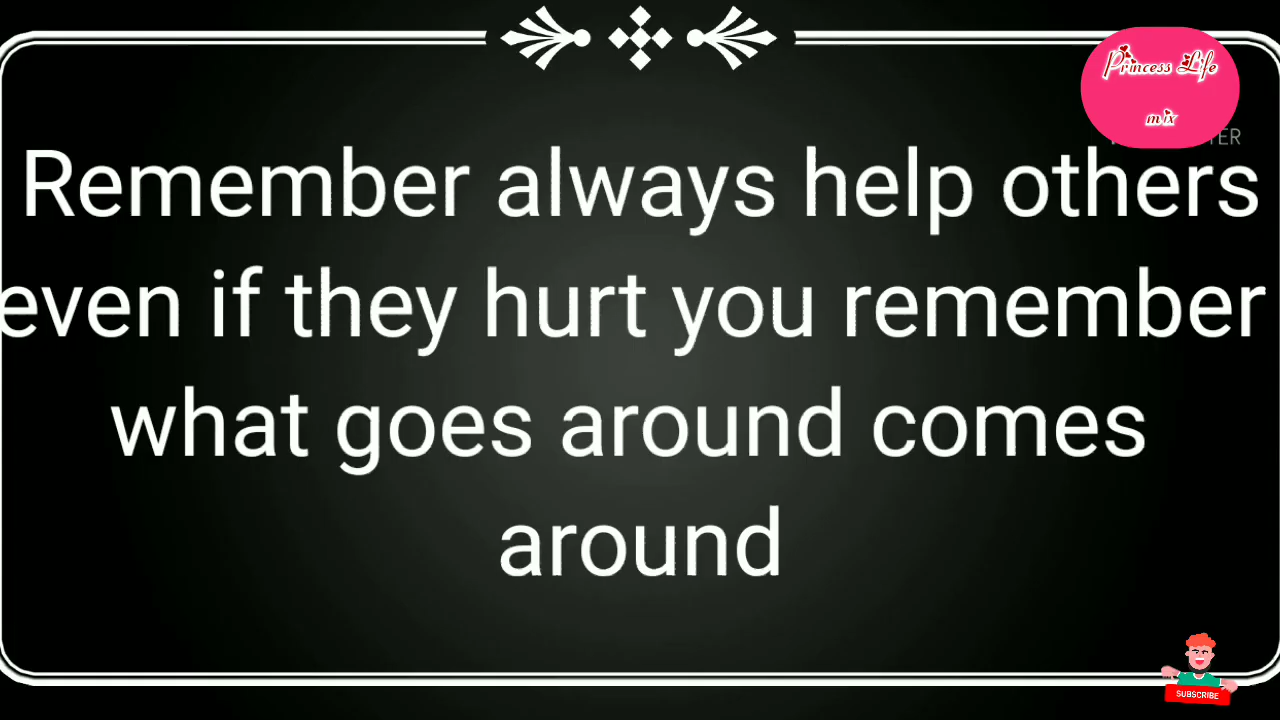 Princess Life
mix
Remember always help others
even if they hurt you remember
what goes around comes
around
SUBSCRIBE